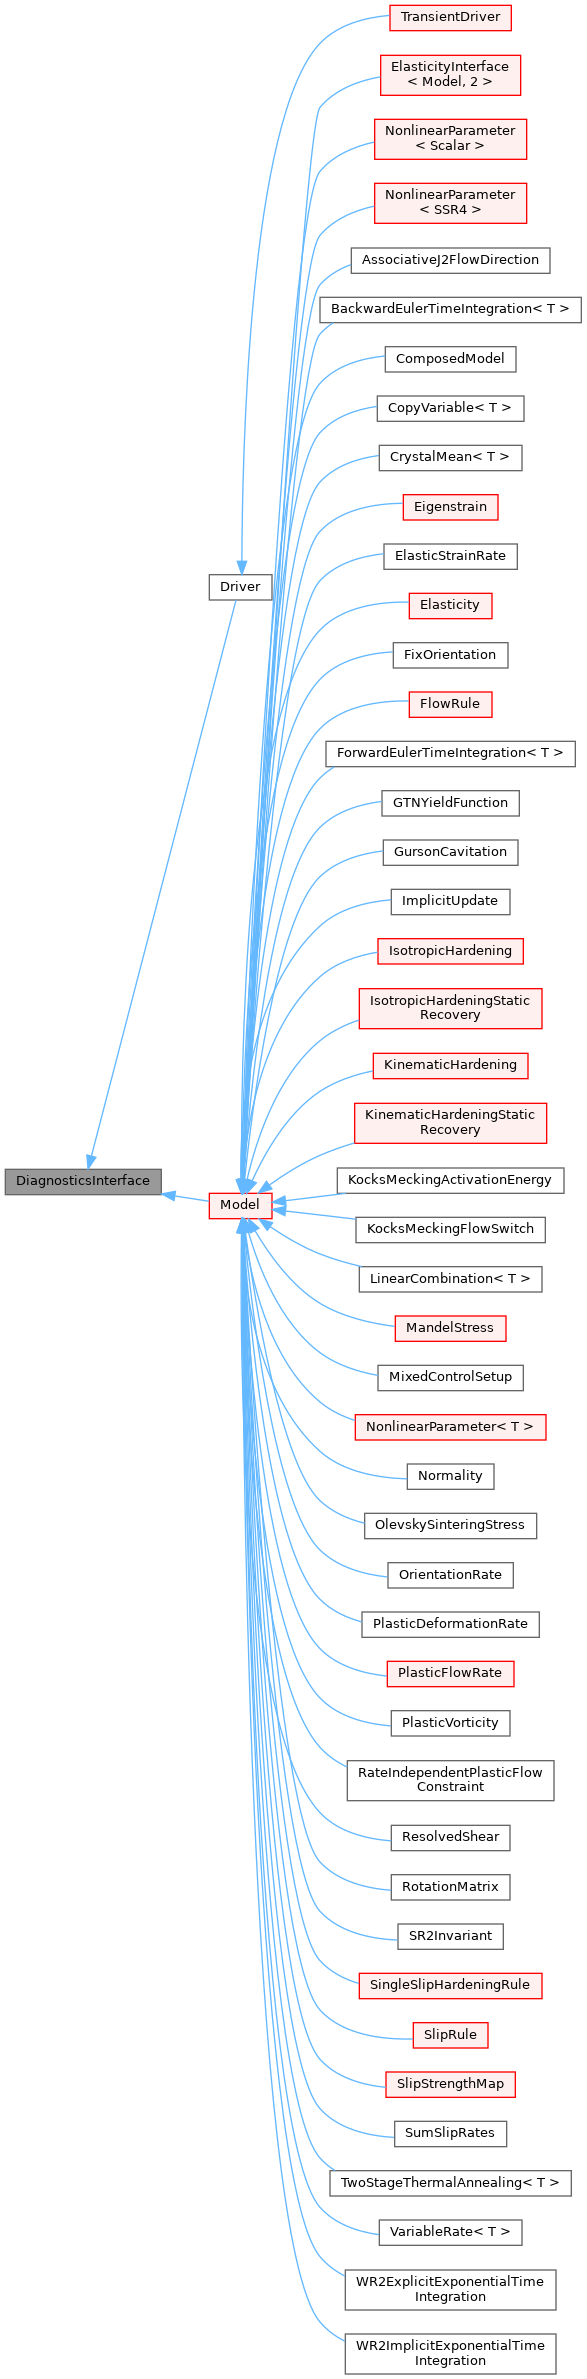 TransientDriver
ElasticityInterface
< Model, 2 >
NonlinearParameter
< Scalar >
NonlinearParameter
< SSR4 >
AssociativeJ2FlowDirection
BackwardEulerTimeIntegration< T >
ComposedModel
CopyVariable< T >
CrystalMean< T >
Eigenstrain
ElasticStrainRate
Driver
Elasticity
FixOrientation
FlowRule
ForwardEulerTimeIntegration< T >
GTNYieldFunction
GursonCavitation
ImplicitUpdate
IsotropicHardening
IsotropicHardeningStatic
Recovery
KinematicHardening
KinematicHardeningStatic
Recovery
DiagnosticsInterface
KocksMeckingActivationEnergy
Model
KocksMeckingFlowSwitch
LinearCombination< T >
MandelStress
MixedControlSetup
NonlinearParameter< T >
Normality
OlevskySinteringStress
OrientationRate
PlasticDeformationRate
PlasticFlowRate
PlasticVorticity
RateIndependentPlasticFlow
Constraint
ResolvedShear
RotationMatrix
SR2Invariant
SingleSlipHardeningRule
SlipRule
SlipStrengthMap
SumSlipRates
TwoStageThermalAnnealing< T >
VariableRate< T >
WR2ExplicitExponentialTime
Integration
WR2ImplicitExponentialTime
Integration